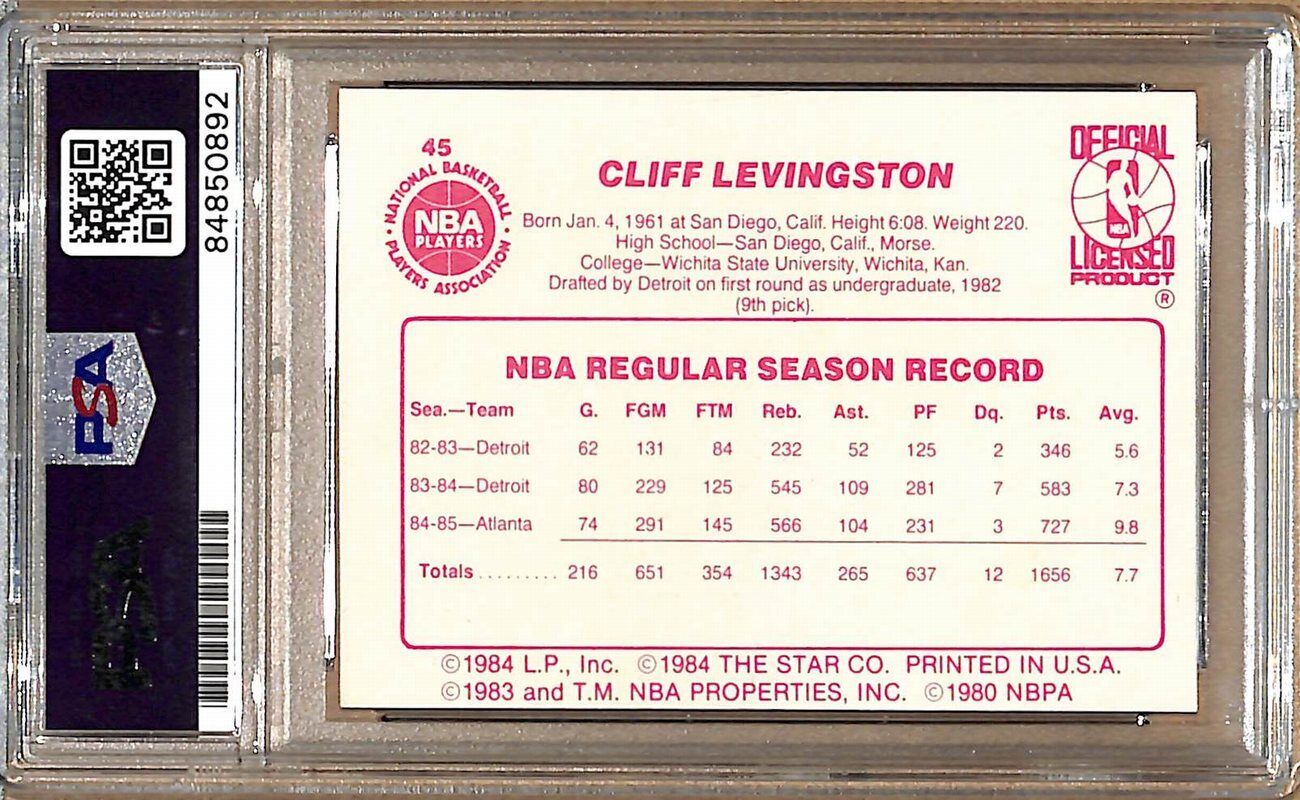 84850892
PSA
45
NATIONAL BASKETBALL
NBA
PLAYERS
PLAYERS ASSOCIATION
CLIFF LEVINGSTON
Born Jan. 4, 1961 at San Diego, Calif. Height 6:08. Weight 220.
High School—San Diego, Calif., Morse.
College—Wichita State University, Wichita, Kan.
Drafted by Detroit on first round as undergraduate, 1982
(9th pick).
OFFICIAL
NBA
LICENSED
PRODUCT
®
NBA REGULAR SEASON RECORD
Sea.—Team G. FGM FTM Reb. Ast. PF Dq. Pts. Avg.
82-83—Detroit 62 131 84 232 52 125 2 346 5.6
83-84—Detroit 80 229 125 545 109 281 7 583 7.3
84-85—Atlanta 74 291 145 566 104 231 3 727 9.8
Totals ......... 216 651 354 1343 265 637 12 1656 7.7
©1984 L.P., Inc. ©1984 THE STAR CO. PRINTED IN U.S.A.
©1983 and T.M. NBA PROPERTIES, INC. ©1980 NBPA